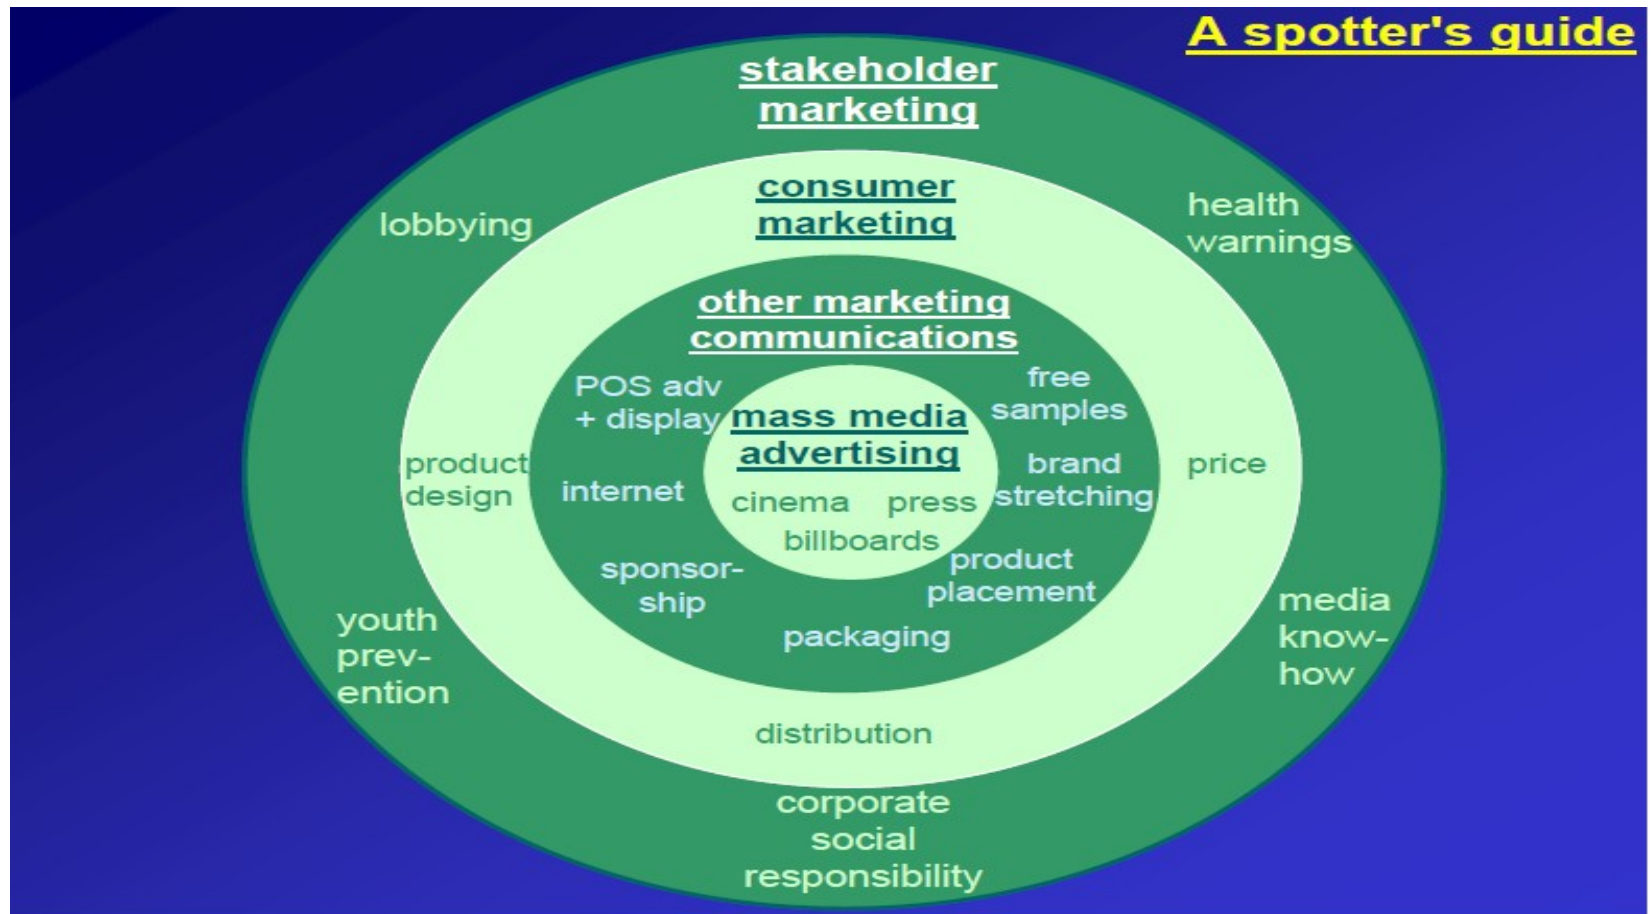 A spotter's guide
stakeholder
marketing
lobbying
health
warnings
youth
prev-
ention
media
know-
how
corporate
social
responsibility
consumer
marketing
product
design
price
distribution
other marketing
communications
POS adv
+ display
free
samples
internet
brand
stretching
sponsor-
ship
product
placement
packaging
mass media
advertising
cinema press
billboards